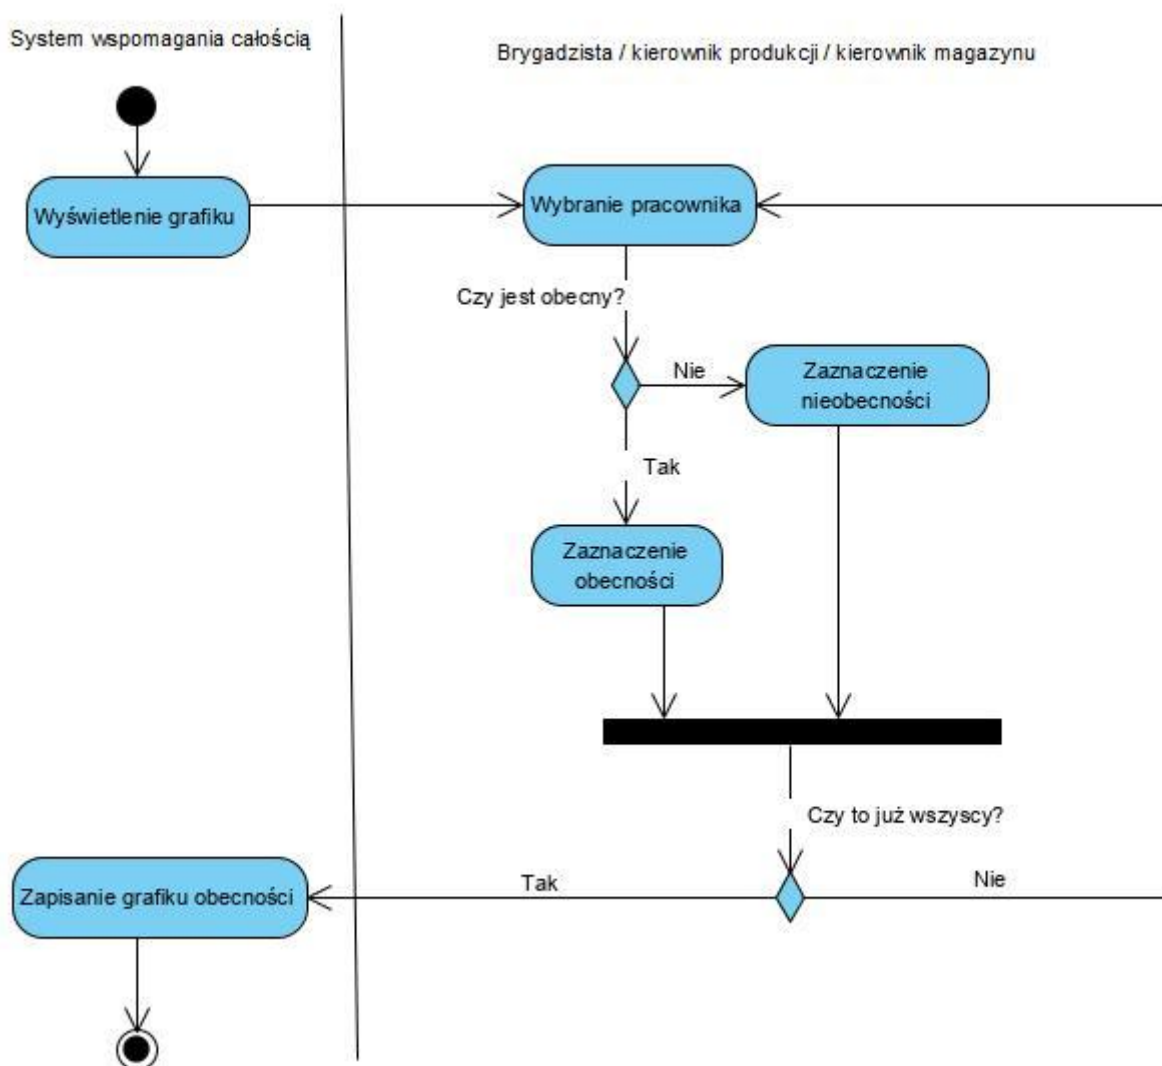 System wspomagania całością
Brygadzista / kierownik produkcji / kierownik magazynu
Wyświetlenie grafiku
Wybranie pracownika
Czy jest obecny?
Nie
Zaznaczenie
nieobecności
Tak
Zaznaczenie
obecności
Czy to już wszyscy?
Zapisanie grafiku obecności
Tak
Nie